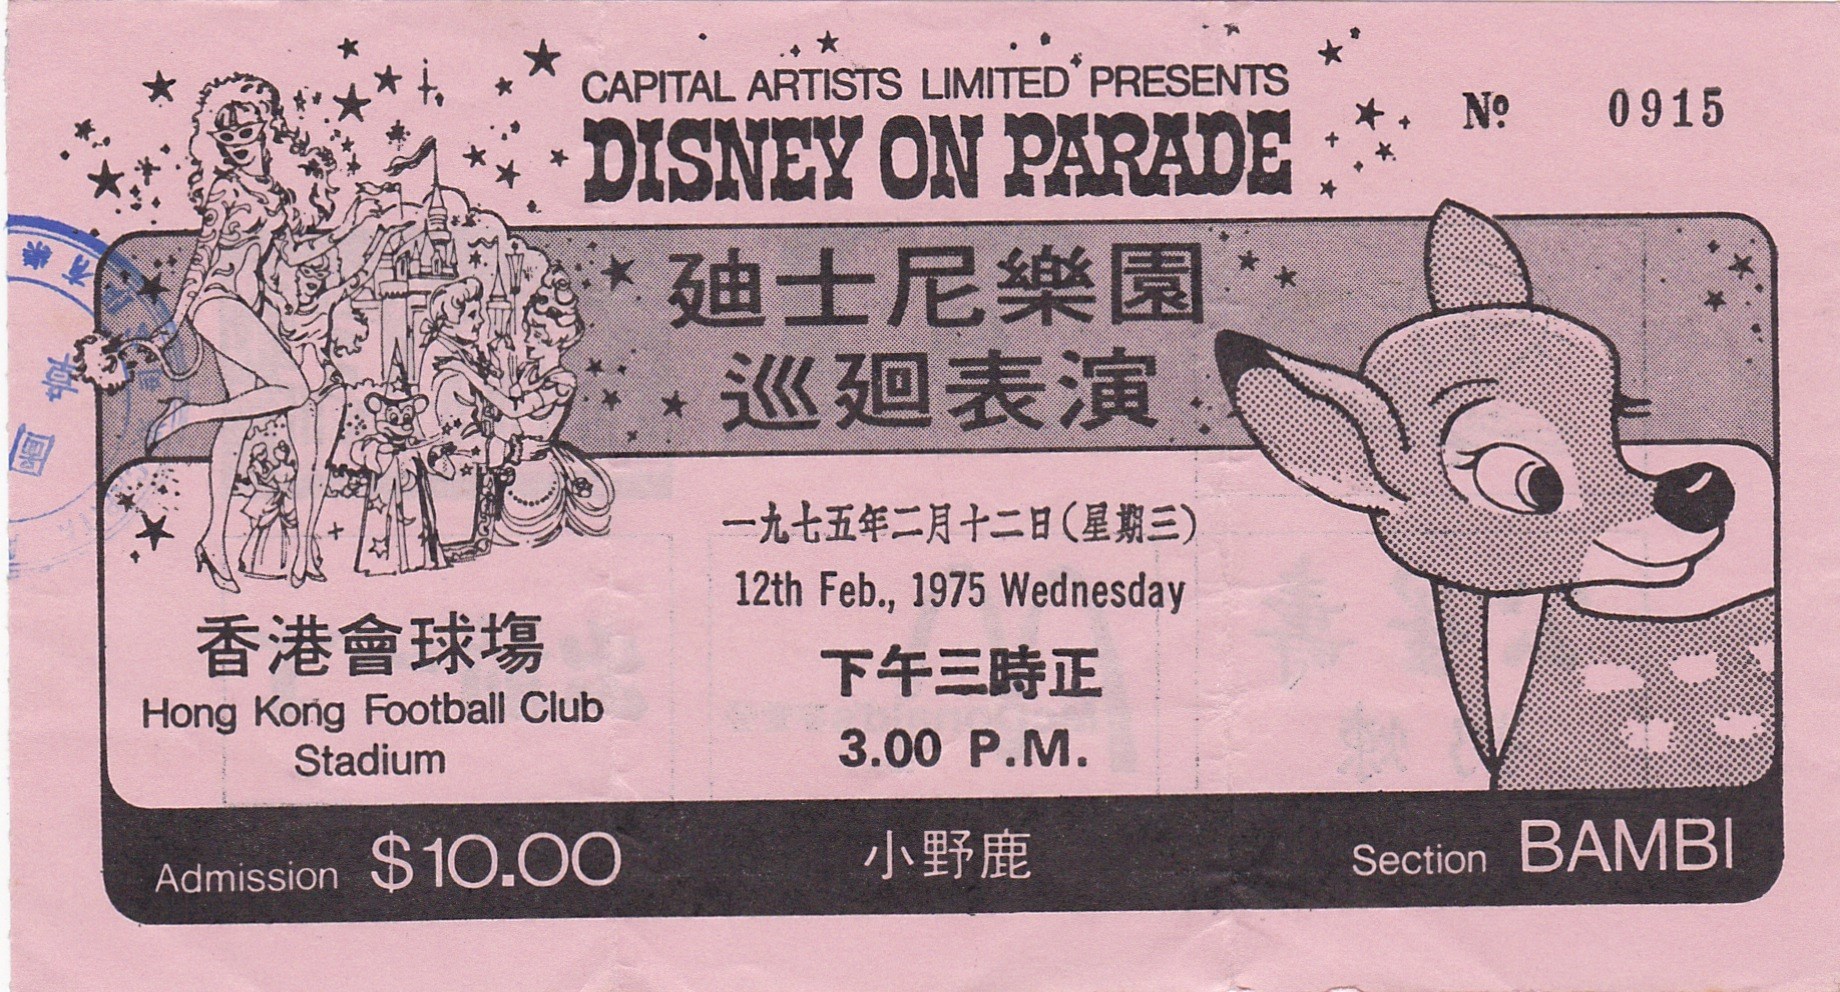 CAPITAL ARTISTS LIMITED PRESENTS
DISNEY ON PARADE
Nº 0915
廸士尼樂園
巡廻表演
一九七五年二月十二日(星期三)
12th Feb., 1975 Wednesday
下午三時正
3.00 P.M.
香港會球塲
Hong Kong Football Club
Stadium
Admission $10.00
小野鹿
Section BAMBI